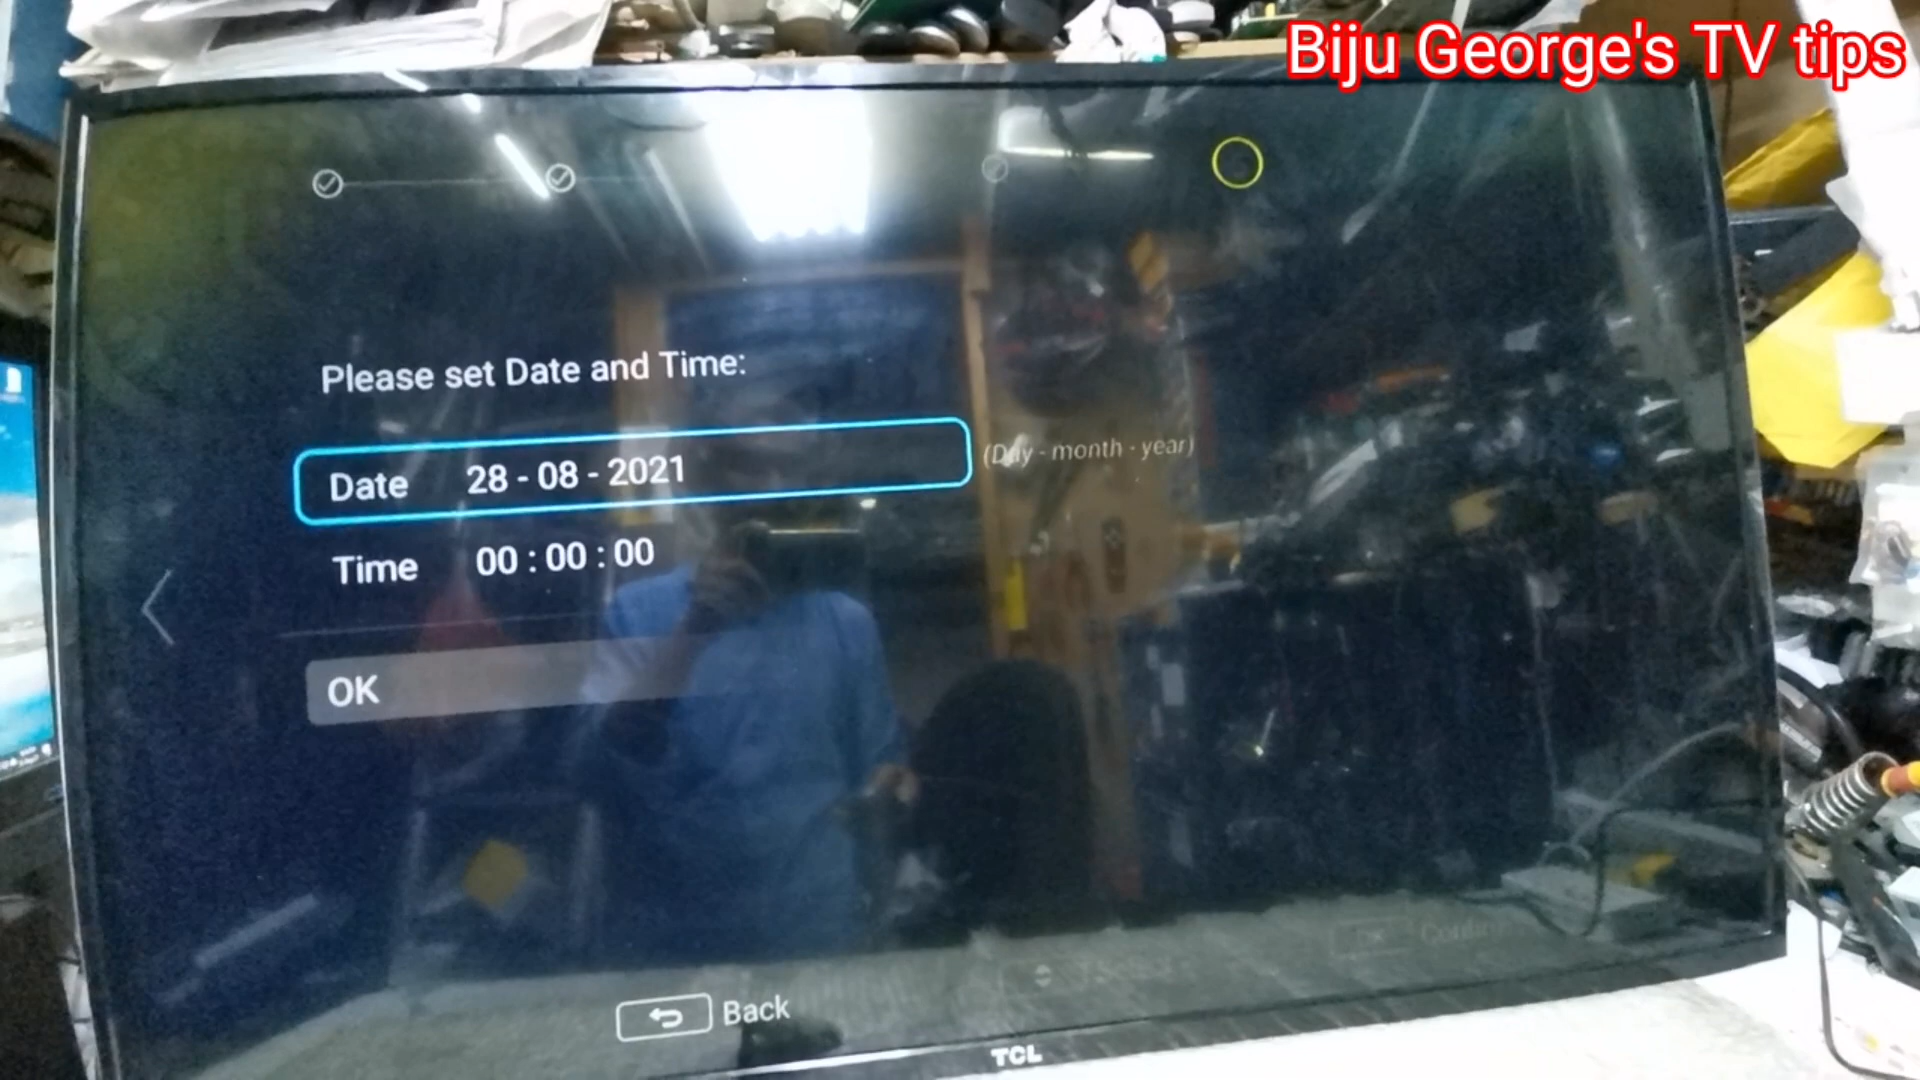 Biju George's TV tips
Please set Date and Time:
Date 28 - 08 - 2021 (Day - month - year)
Time 00 : 00 : 00
OK
Back
TCL